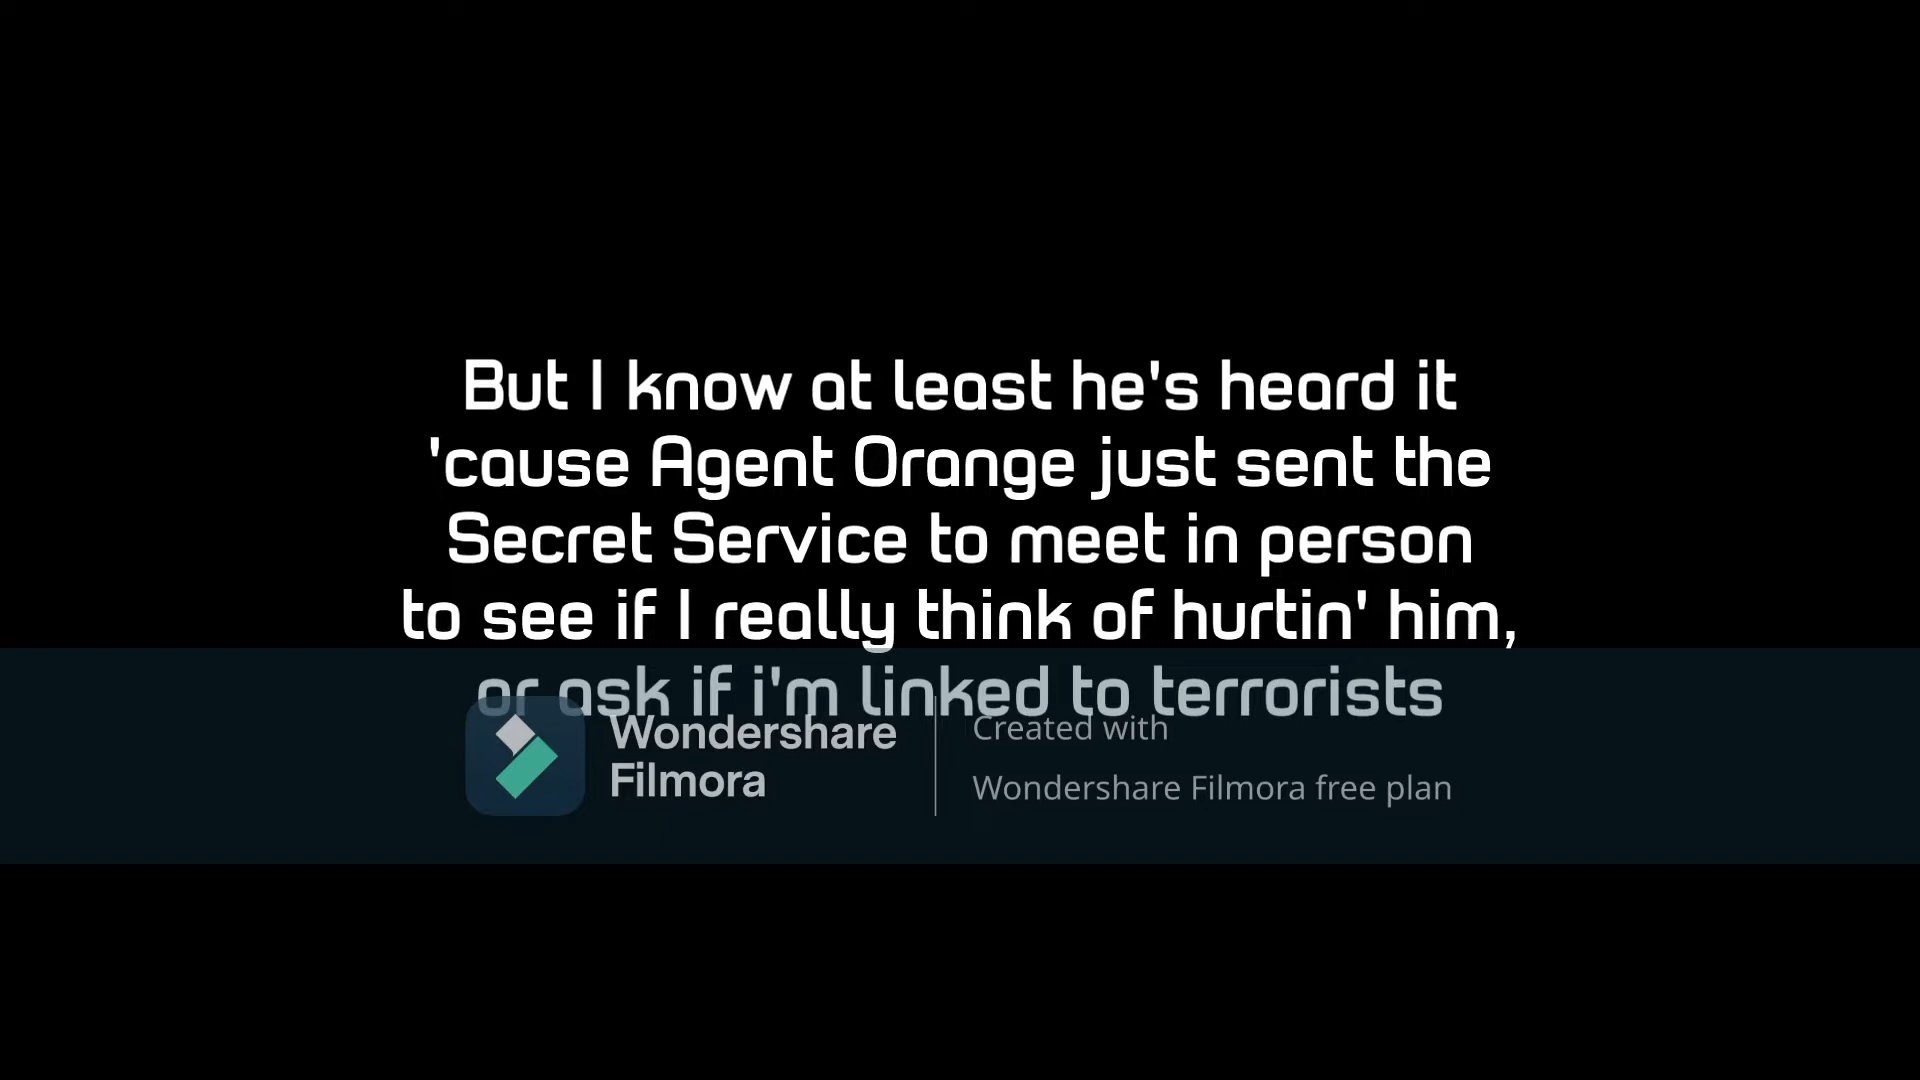 But I know at least he's heard it
'cause Agent Orange just sent the
Secret Service to meet in person
to see if I really think of hurtin' him,
or ask if i'm linked to terrorists
Wondershare
Filmora
Created with
Wondershare Filmora free plan